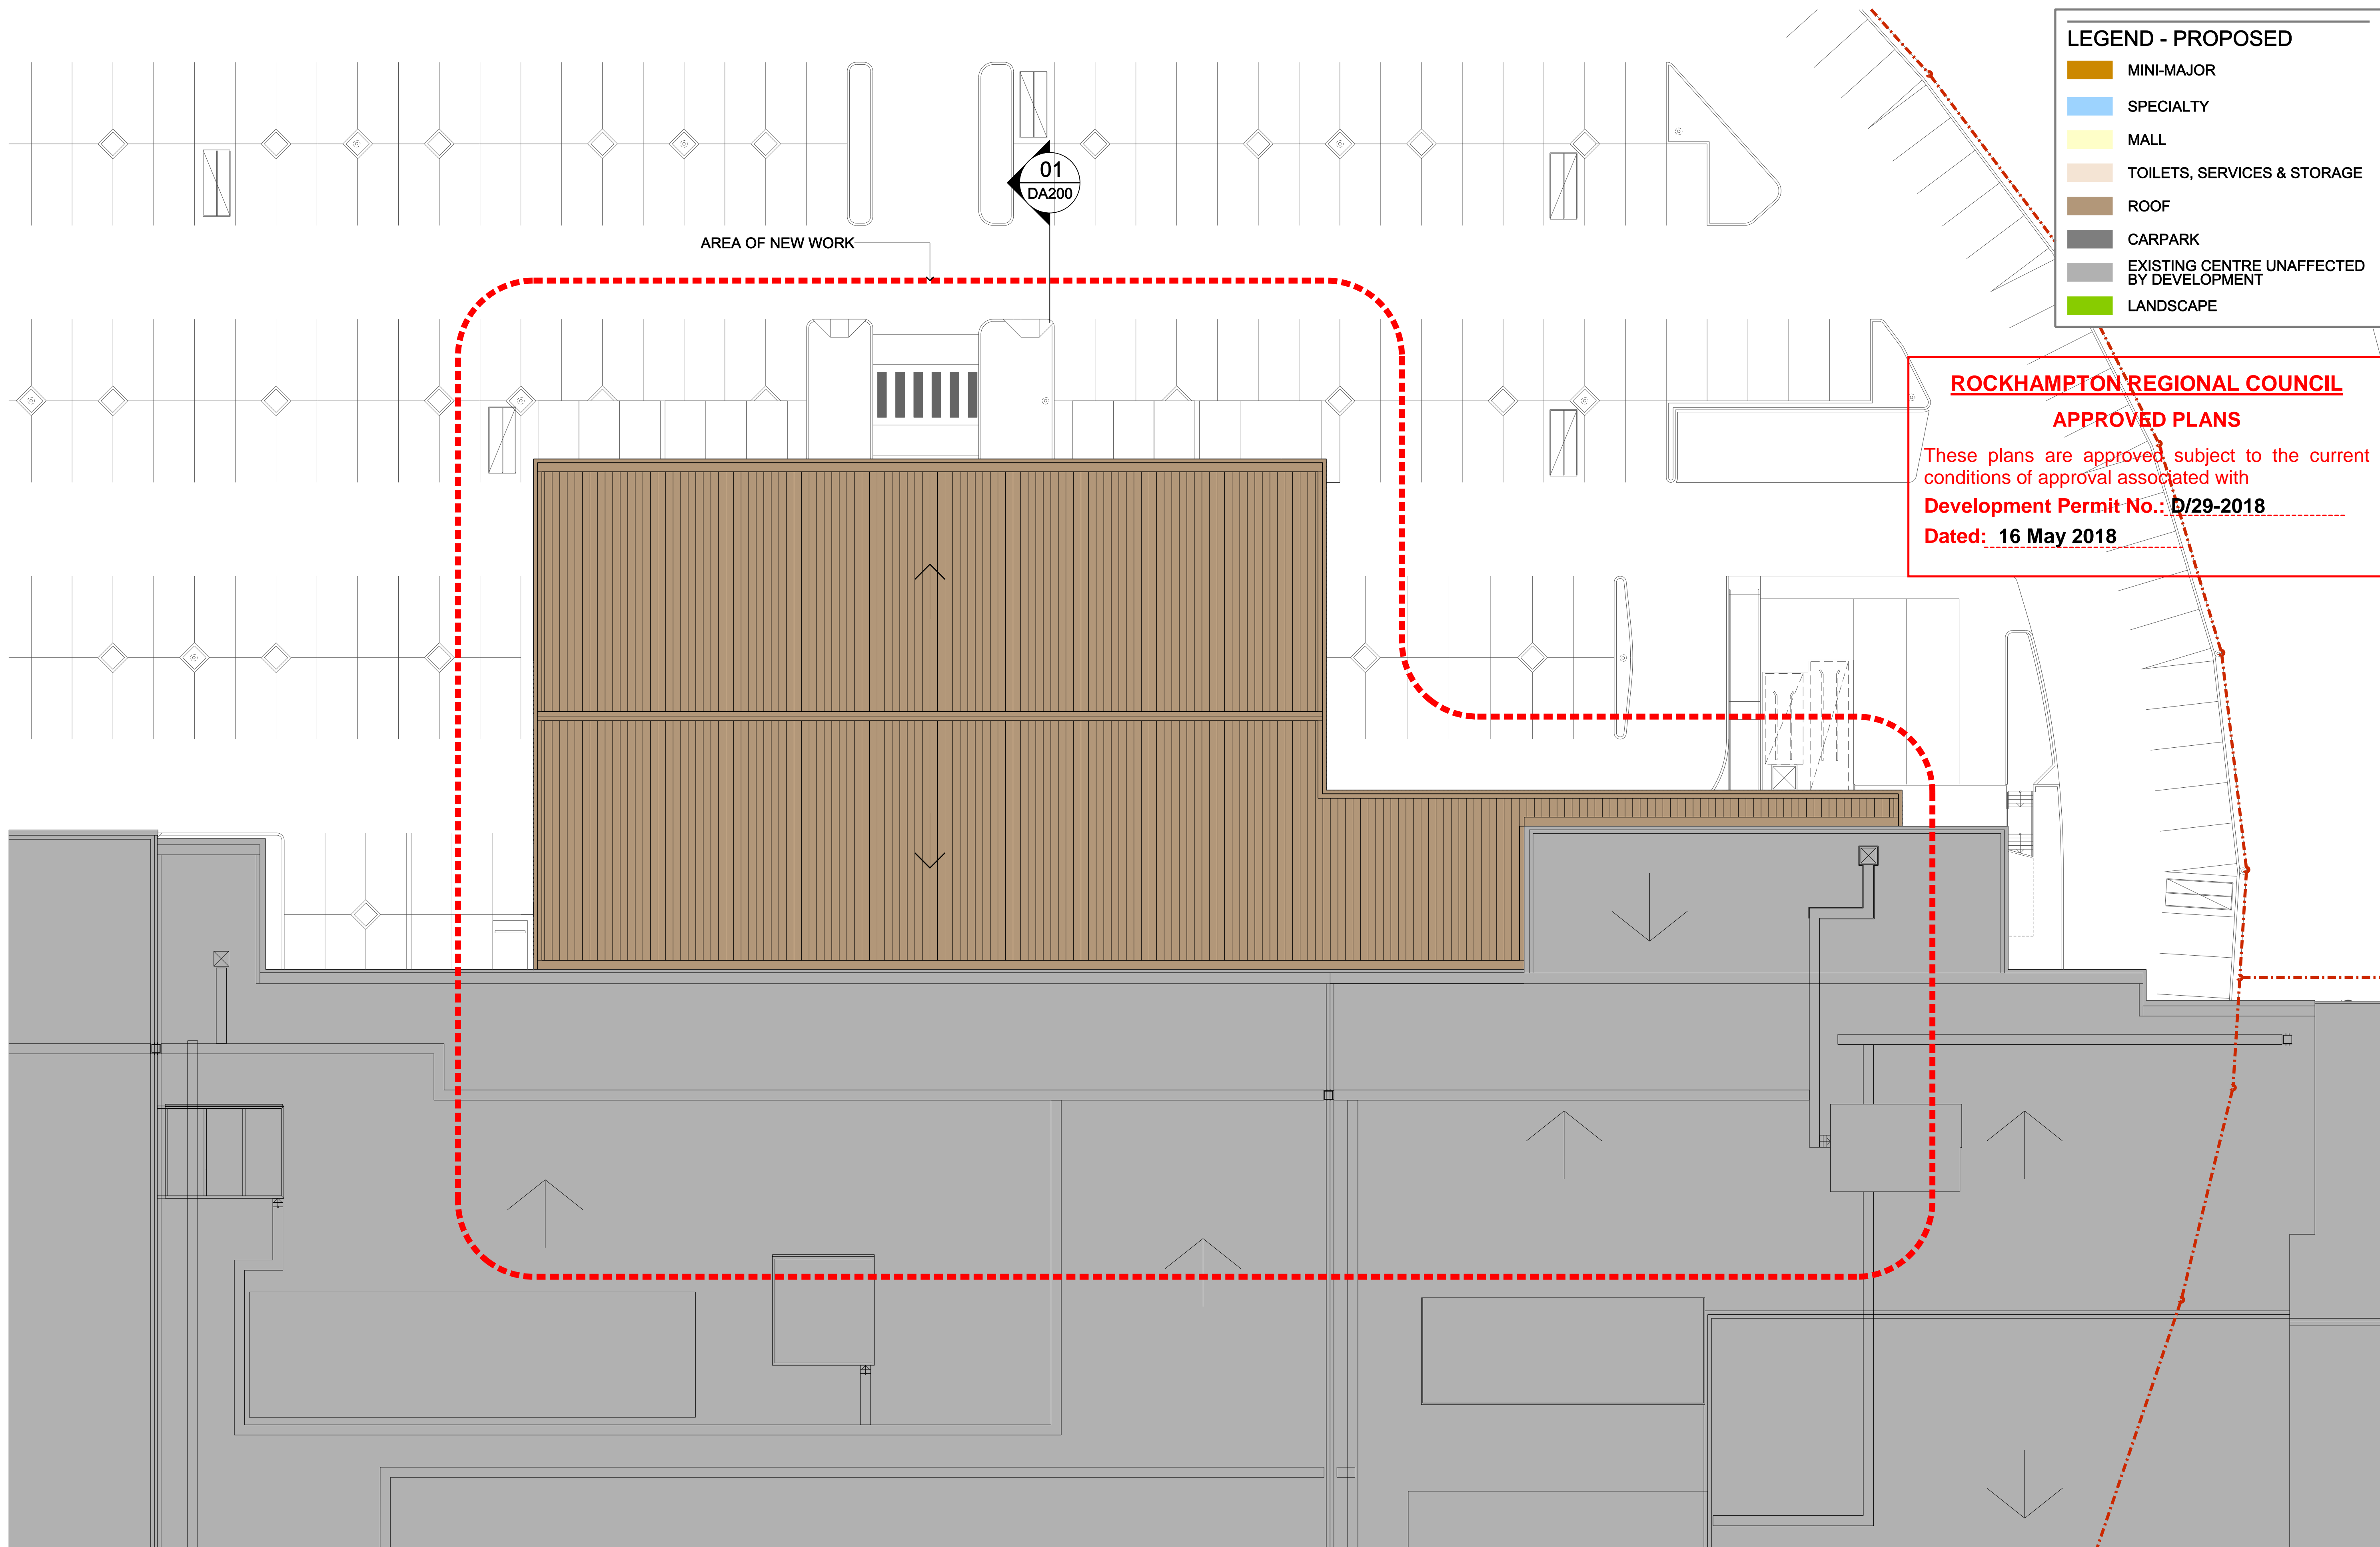 LEGEND - PROPOSED
MINI-MAJOR
SPECIALTY
MALL
TOILETS, SERVICES & STORAGE
ROOF
CARPARK
EXISTING CENTRE UNAFFECTED
BY DEVELOPMENT
LANDSCAPE
01
DA200
AREA OF NEW WORK
ROCKHAMPTON REGIONAL COUNCIL
APPROVED PLANS
These plans are approved subject to the current
conditions of approval associated with
Development Permit No.: D/29-2018
Dated: 16 May 2018